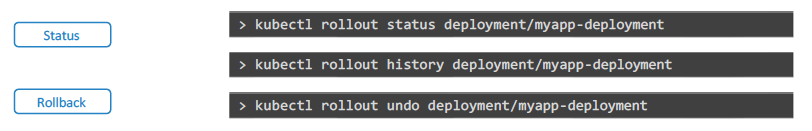 Status
> kubectl rollout status deployment/myapp-deployment
> kubectl rollout history deployment/myapp-deployment
Rollback
> kubectl rollout undo deployment/myapp-deployment